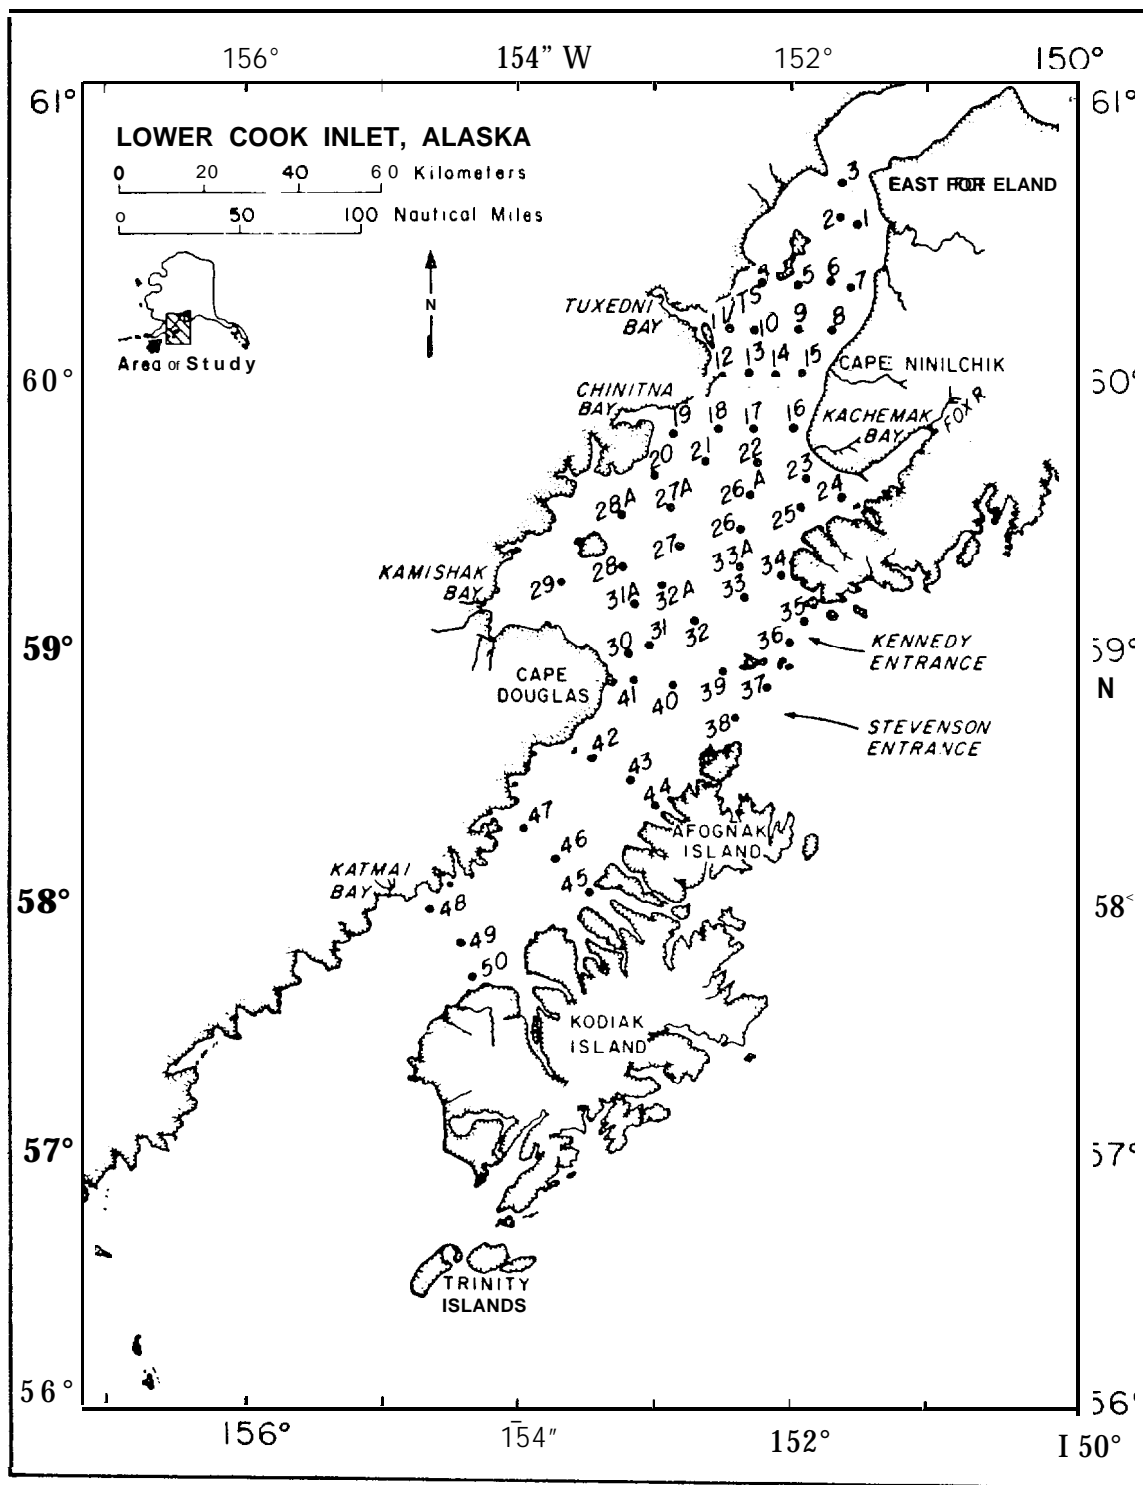 156° 154" W 152° 150°
61° 61°
LOWER COOK INLET, ALASKA
0 20 40 60 Kilometers
0 50 100 Nautical Miles
N
Area of Study
3
EAST FOR ELAND
2 1
5 6 7
TUXEDNI
BAY
10 9 8
12 13 14 15
CAPE NINILCHIK
60° 60°
CHINITNA
BAY
KACHEMAK
BAY
FOX R
19 18 17 16
20 21 22 23
28A 27A 26A 24
25
26
27
28
29
33A 34
KAMISHAK
BAY
31A 32A 33
35
30 31 32 36
KENNEDY
ENTRANCE
59° 59°
N
CAPE
DOUGLAS
41 40 39 37
38
STEVENSON
ENTRANCE
42
43
44
47
46
45
AFOGNAK
ISLAND
KATMAI
BAY
58° 58°
48
49
50
KODIAK
ISLAND
57° 57°
TRINITY
ISLANDS
56° 56°
156° 154" 152° I 50°